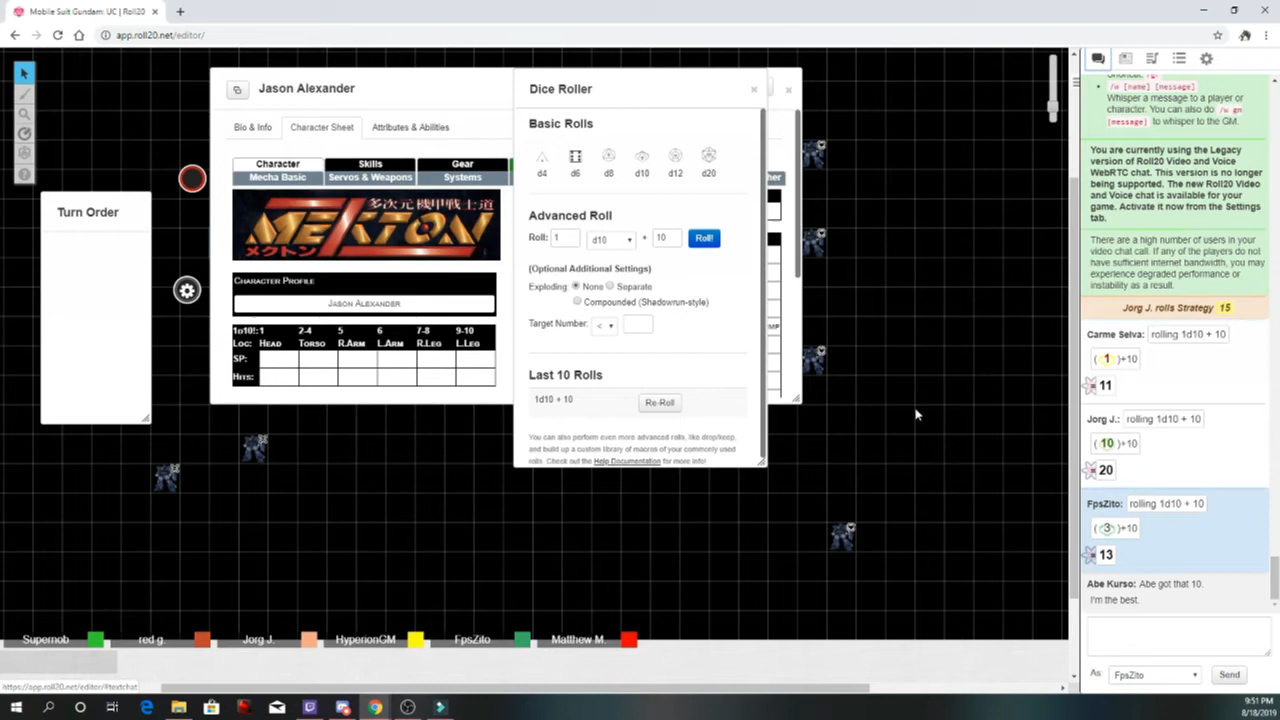 Mobile Suit Gundam: UC | Roll20
app.roll20.net/editor/
Turn Order
Jason Alexander
Bio & Info
Character Sheet
Attributes & Abilities
Character
Skills
Gear
Mecha Basic
Servos & Weapons
Systems
多次元機甲戦士道
MEKTON
メクトン
Character Profile
Jason Alexander
1d10!:
1
2-4
5
6
7-8
9-10
Loc:
Head
Torso
R.Arm
L.Arm
R.Leg
L.Leg
SP:
Hits:
Dice Roller
Basic Rolls
d4
d6
d8
d10
d12
d20
Advanced Roll
Roll: 1 d10 + 10 Roll!
(Optional Additional Settings)
Exploding: None Separate
Compounded (Shadowrun-style)
Target Number: <
Last 10 Rolls
1d10 + 10
Re-Roll
You can also perform even more advanced rolls, like drop/keep,
and build up a custom library of macros of your commonly used
rolls. Check out the Help Documentation for more info!
her
MP
/w [name] [message]
Whisper a message to a player or
character. You can also do /w gm
[message] to whisper to the GM.
You are currently using the Legacy
version of Roll20 Video and Voice
WebRTC chat. This version is no longer
being supported. The new Roll20 Video
and Voice chat is available for your
game. Activate it now from the Settings
tab.
There are a high number of users in your
video chat call. If any of the players do
not have sufficient internet bandwidth, you may
experience degraded performance or
instability as a result.
Jorg J. rolls Strategy 15
Carme Selva: rolling 1d10 + 10
(1)+10
11
Jorg J.: rolling 1d10 + 10
(10)+10
20
FpsZito: rolling 1d10 + 10
(3)+10
13
Abe Kurso: Abe got that 10.
I'm the best.
As: FpsZito
Send
Supernob
red g.
Jorg J.
HyperionGM
FpsZito
Matthew M.
https://app.roll20.net/editor/#textchat
9:51 PM
8/18/2019